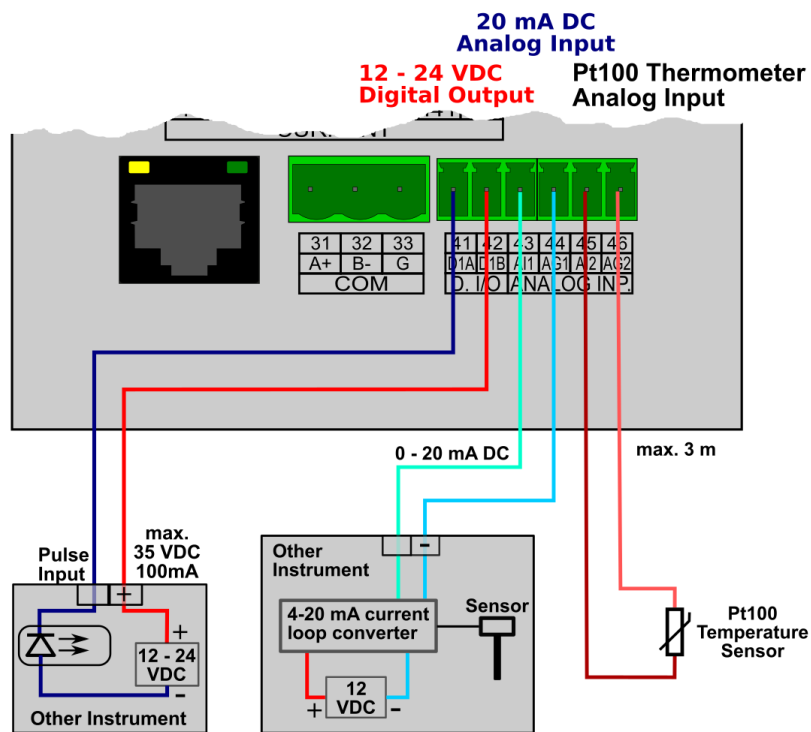 20 mA DC
Analog Input
12 - 24 VDC
Digital Output
Pt100 Thermometer
Analog Input
31 32 33
A+ B- G
COM
41 42 43 44 45 46
D1A D1B AI1 AG1 AI2 AG2
D. I/O ANALOG INP.
0 - 20 mA DC
max. 3 m
max.
35 VDC
100mA
Pulse
Input
+
+
12 - 24
VDC
-
Other Instrument
-
Other
Instrument
4-20 mA current
loop converter
Sensor
12
VDC
+ -
Pt100
Temperature
Sensor